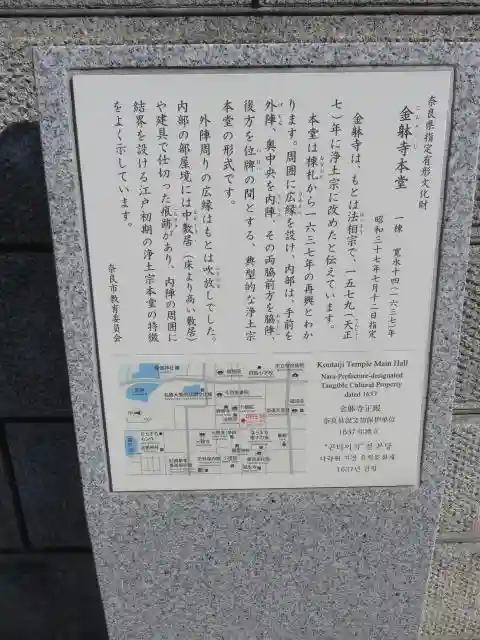 奈良県指定有形文化財
金躰寺本堂
一棟 寛永十四(一六三七)年
昭和三十七年七月十二日指定
金躰寺は、もとは法相宗で、一五七九(天正
七)年に浄土宗に改めたと伝えています。
本堂は棟札から一六三七年の再興とわか
ります。周囲に広縁を設け、内部は、手前を
外陣、奥中央を内陣、その両脇前方を脇陣、
後方を位牌の間とする、典型的な浄土宗
本堂の形式です。
外陣周りの広縁はもとは吹放しでした。
内部の部屋境には中敷居(床より高い敷居)
や建具で仕切った痕跡があり、内陣の周囲に
結界を設ける江戸初期の浄土宗本堂の特徴
をよく示しています。
奈良市教育委員会
Kontaiji Temple Main Hall
Nara-Prefecture-designated
Tangible Cultural Property
dated 1637
金躰寺正殿
奈良县指定文物保护单位
1637年建立
"곤타이지" 절 본당
나라현 지정 유형문화재
1637년 건립